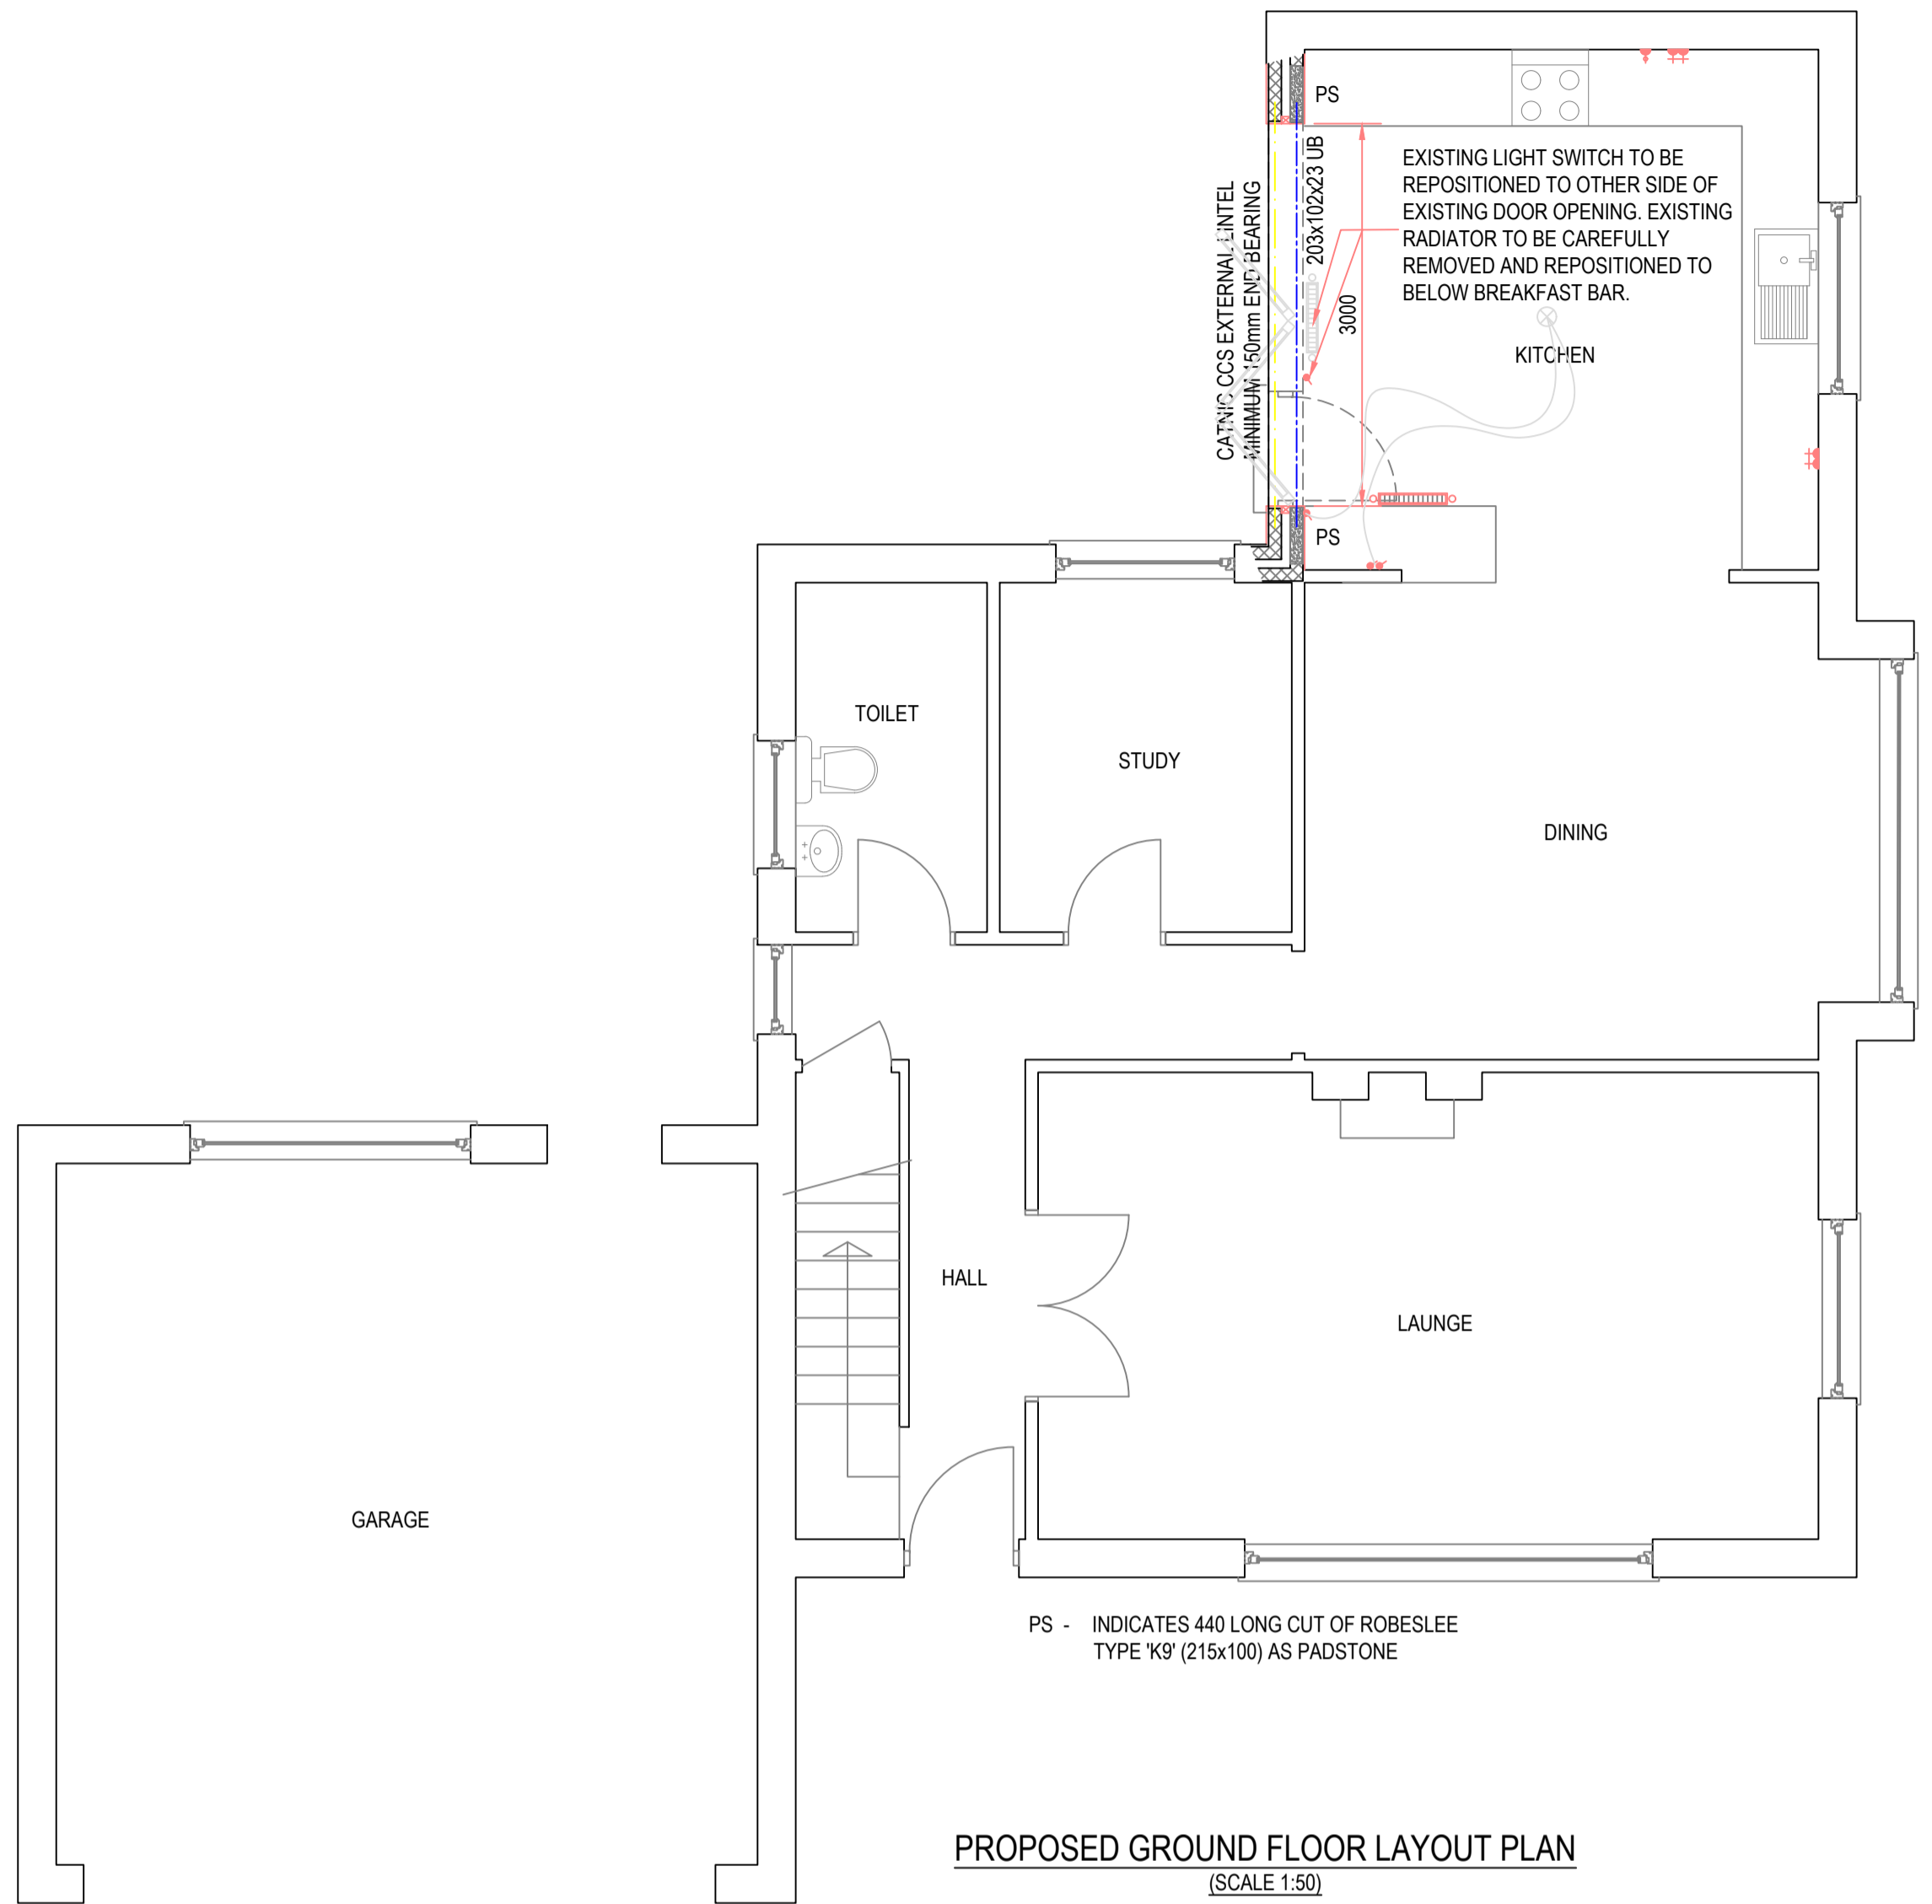 PS
203x102x23 UB
CATNIC CCS EXTERNAL LINTEL
MINIMUM 150mm END BEARING
3000
EXISTING LIGHT SWITCH TO BE
REPOSITIONED TO OTHER SIDE OF
EXISTING DOOR OPENING. EXISTING
RADIATOR TO BE CAREFULLY
REMOVED AND REPOSITIONED TO
BELOW BREAKFAST BAR.
KITCHEN
PS
TOILET
STUDY
DINING
HALL
LAUNGE
GARAGE
PS - INDICATES 440 LONG CUT OF ROBESLEE
TYPE 'K9' (215x100) AS PADSTONE
PROPOSED GROUND FLOOR LAYOUT PLAN
(SCALE 1:50)